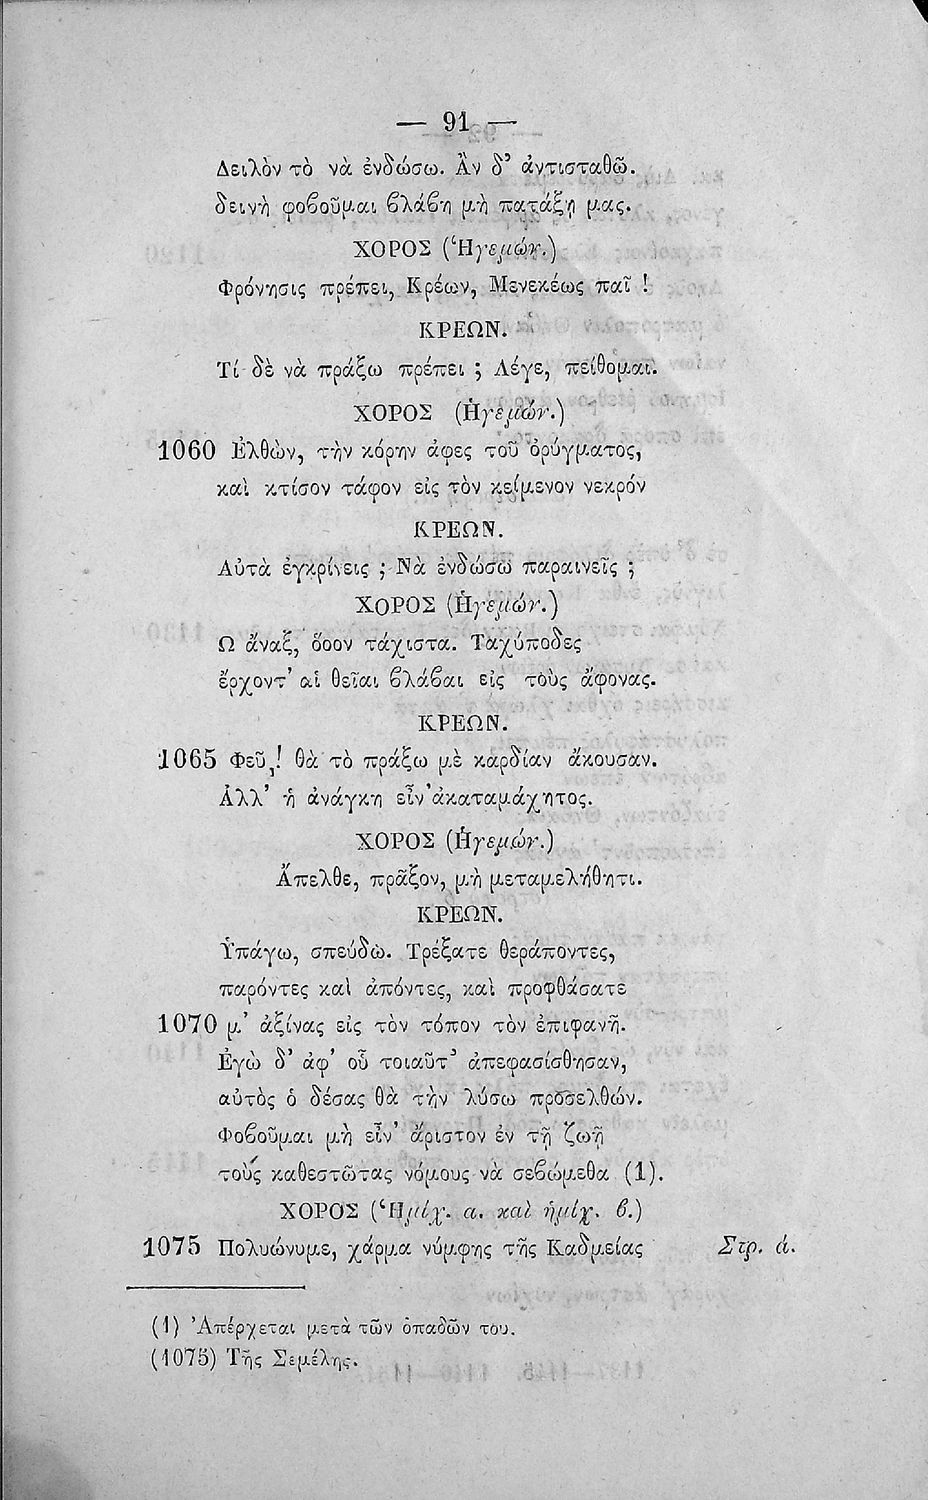 — 91 —
Δειλὸν τὸ νὰ ἐνδώσω. Ἂν δ’ ἀντισταθῶ.
δεινὴ φοβοῦμαι βλάβη μὴ πατάξῃ μας.
ΧΟΡΟΣ (Ἡγεμών.)
Φρόνησις πρέπει, Κρέων, Μενεκέως παῖ !
ΚΡΕΩΝ.
Τί δὲ νὰ πράξω πρέπει ; Λέγε, πείθομαι.
ΧΟΡΟΣ (Ἡγεμών.)
1060 Ἐλθὼν, τὴν κόρην ἄφες τοῦ ὀρύγματος,
καὶ κτίσον τάφον εἰς τὸν κείμενον νεκρόν
ΚΡΕΩΝ.
Αὐτὰ ἐγκρίνεις ; Νὰ ἐνδώσω παραινεῖς ;
ΧΟΡΟΣ (Ἡγεμών.)
Ω ἄναξ, ὅσον τάχιστα. Ταχύποδες
ἔρχοντ’ αἱ θεῖαι βλάβαι εἰς τοὺς ἄφονας.
ΚΡΕΩΝ.
1065 Φεῦ,! θὰ τὸ πράξω μὲ καρδίαν ἄκουσαν.
Ἀλλ’ ἡ ἀνάγκη εἶν’ἀκαταμάχητος.
ΧΟΡΟΣ (Ἡγεμών.)
Ἄπελθε, πρᾶξον, μὴ μεταμελήθητι.
ΚΡΕΩΝ.
Ὑπάγω, σπεύδω. Τρέξατε θεράποντες,
παρόντες καὶ ἀπόντες, καὶ προφθάσατε
1070 μ’ ἀξίνας εἰς τὸν τόπον τὸν ἐπιφανῆ.
Ἐγὼ δ’ ἀφ’ οὗ τοιαῦτ’ ἀπεφασίσθησαν,
αὐτὸς ὁ δέσας θὰ τὴν λύσω προσελθών.
Φοβοῦμαι μὴ εἶν’ ἄριστον ἐν τῇ ζωῇ
τοὺς καθεστῶτας νόμους νὰ σεβώμεθα (1).
ΧΟΡΟΣ (Ἡμίχ. α. καὶ ἡμίχ. β.)
1075 Πολυώνυμε, χάρμα νύμφης τῆς Καδμείας Στρ. ά.
(1) Ἀπέρχεται μετὰ τῶν ὀπαδῶν του.
(1075) Τῆς Σεμέλης.